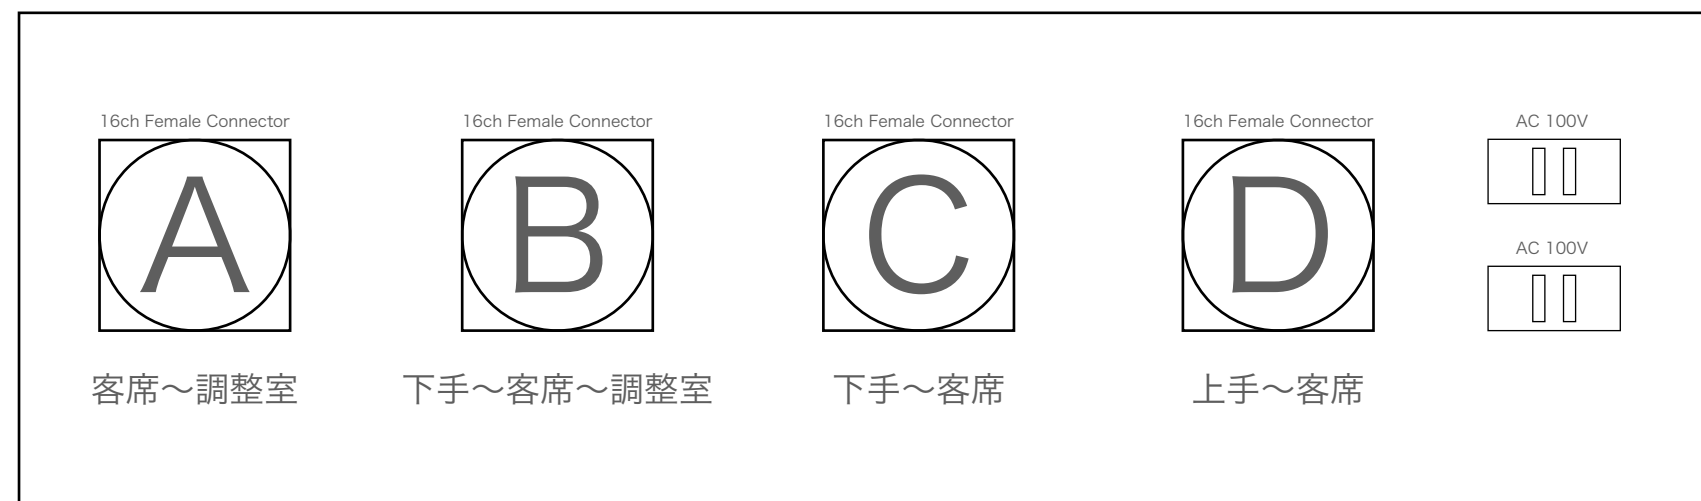 16ch Female Connector
16ch Female Connector
16ch Female Connector
16ch Female Connector
AC 100V
A
B
C
D
AC 100V
客席～調整室
下手～客席～調整室
下手～客席
上手～客席